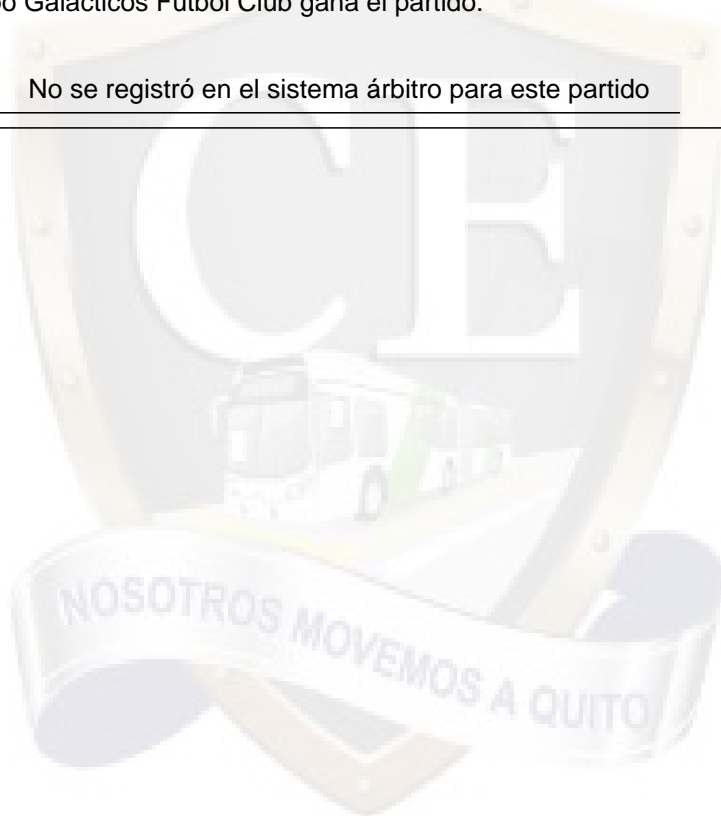 Galácticos Fútbol Club gana el partido.
No se registró en el sistema árbitro para este partido
CE
NOSOTROS MOVEMOS A QUITO